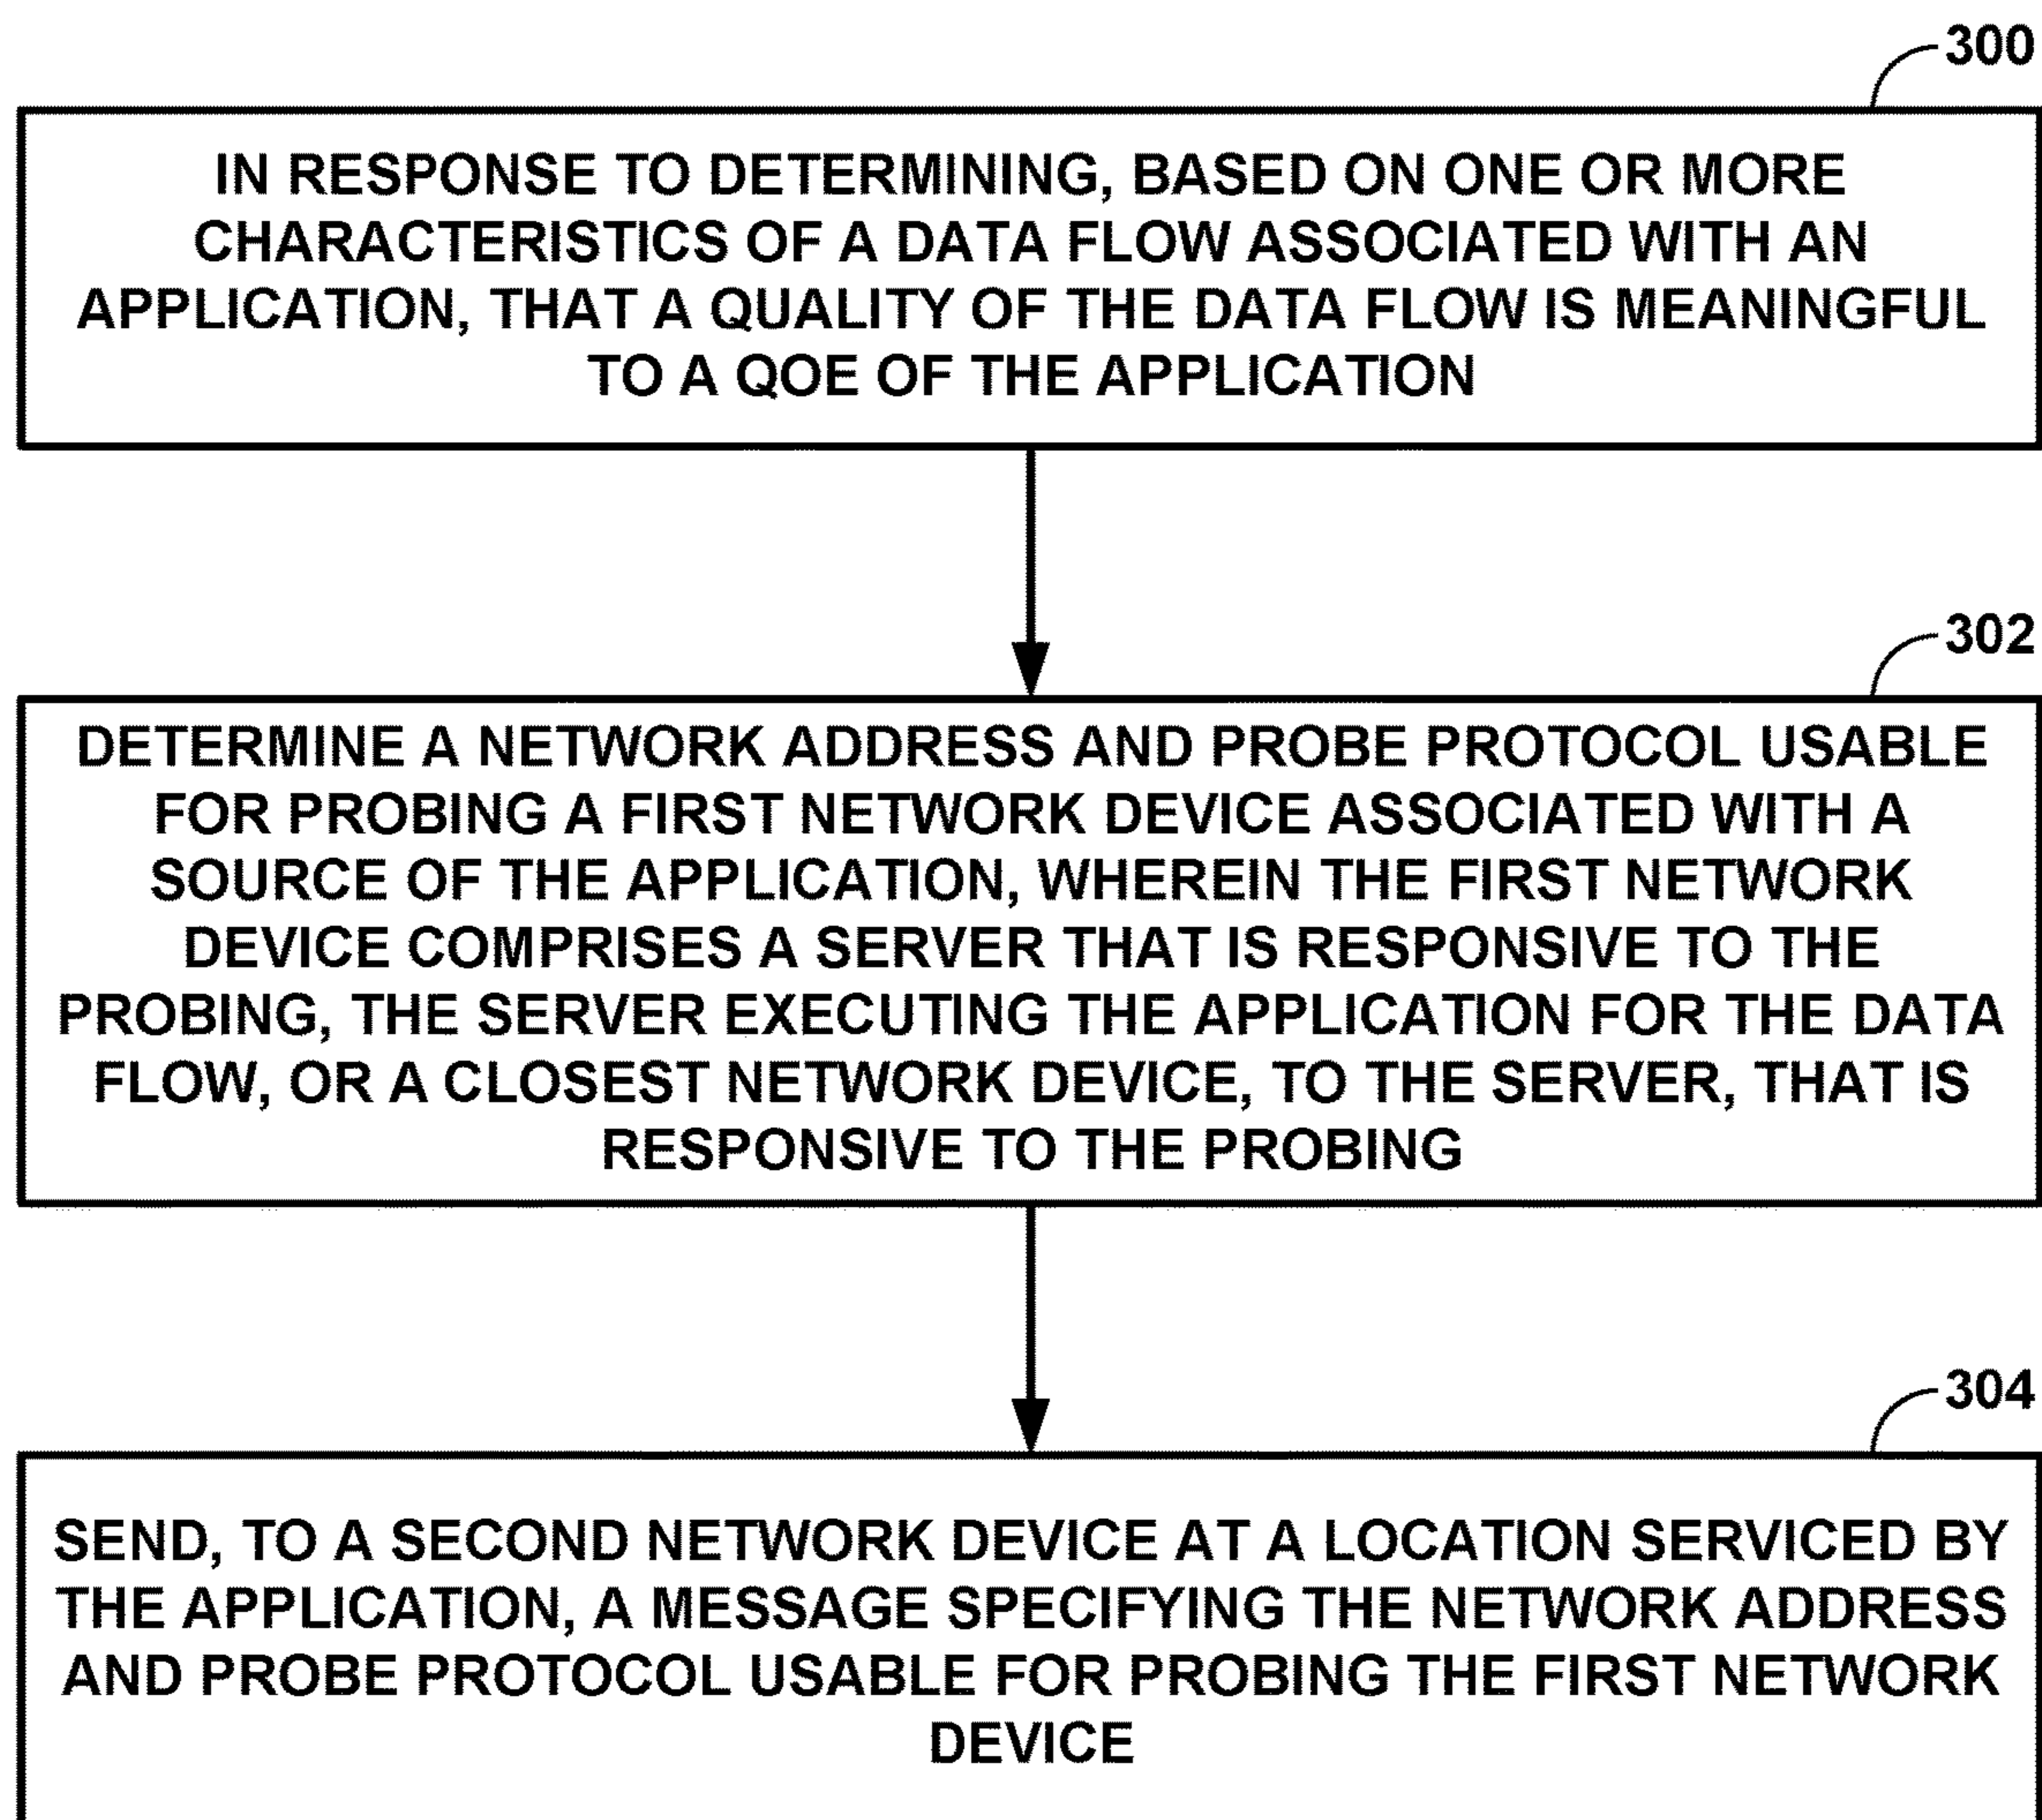 300
IN RESPONSE TO DETERMINING, BASED ON ONE OR MORE
CHARACTERISTICS OF A DATA FLOW ASSOCIATED WITH AN
APPLICATION, THAT A QUALITY OF THE DATA FLOW IS MEANINGFUL
TO A QOE OF THE APPLICATION
302
DETERMINE A NETWORK ADDRESS AND PROBE PROTOCOL USABLE
FOR PROBING A FIRST NETWORK DEVICE ASSOCIATED WITH A
SOURCE OF THE APPLICATION, WHEREIN THE FIRST NETWORK
DEVICE COMPRISES A SERVER THAT IS RESPONSIVE TO THE
PROBING, THE SERVER EXECUTING THE APPLICATION FOR THE DATA
FLOW, OR A CLOSEST NETWORK DEVICE, TO THE SERVER, THAT IS
RESPONSIVE TO THE PROBING
304
SEND, TO A SECOND NETWORK DEVICE AT A LOCATION SERVICED BY
THE APPLICATION, A MESSAGE SPECIFYING THE NETWORK ADDRESS
AND PROBE PROTOCOL USABLE FOR PROBING THE FIRST NETWORK
DEVICE